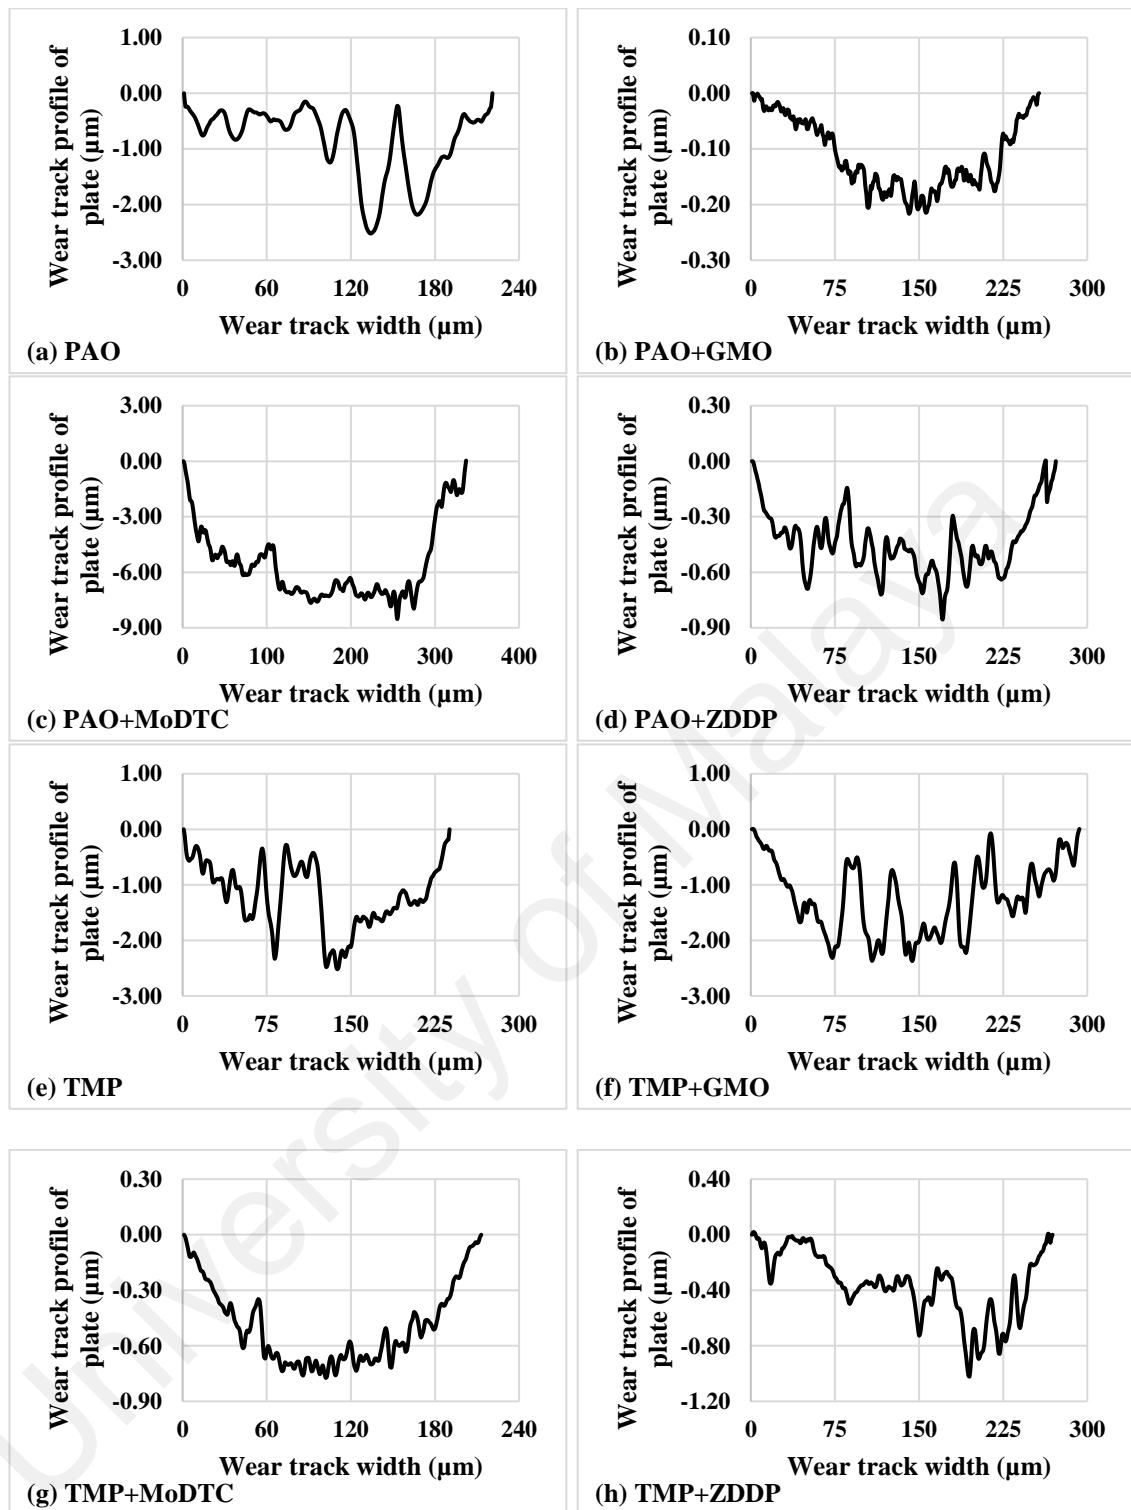 Wear track profile of
plate (µm)
1.00
0.00
-1.00
-2.00
-3.00
0
60
120
180
240
Wear track width (µm)
(a) PAO
Wear track profile of
plate (µm)
0.10
0.00
-0.10
-0.20
-0.30
0
75
150
225
300
Wear track width (µm)
(b) PAO+GMO
Wear track profile of
plate (µm)
3.00
0.00
-3.00
-6.00
-9.00
0
100
200
300
400
Wear track width (µm)
(c) PAO+MoDTC
Wear track profile of
plate (µm)
0.30
0.00
-0.30
-0.60
-0.90
0
75
150
225
300
Wear track width (µm)
(d) PAO+ZDDP
Wear track profile of
plate (µm)
1.00
0.00
-1.00
-2.00
-3.00
0
75
150
225
300
Wear track width (µm)
(e) TMP
Wear track profile of
plate (µm)
1.00
0.00
-1.00
-2.00
-3.00
0
75
150
225
300
Wear track width (µm)
(f) TMP+GMO
Wear track profile of
plate (µm)
0.30
0.00
-0.30
-0.60
-0.90
0
60
120
180
240
Wear track width (µm)
(g) TMP+MoDTC
Wear track profile of
plate (µm)
0.40
0.00
-0.40
-0.80
-1.20
0
75
150
225
300
Wear track width (µm)
(h) TMP+ZDDP
University of Malaya